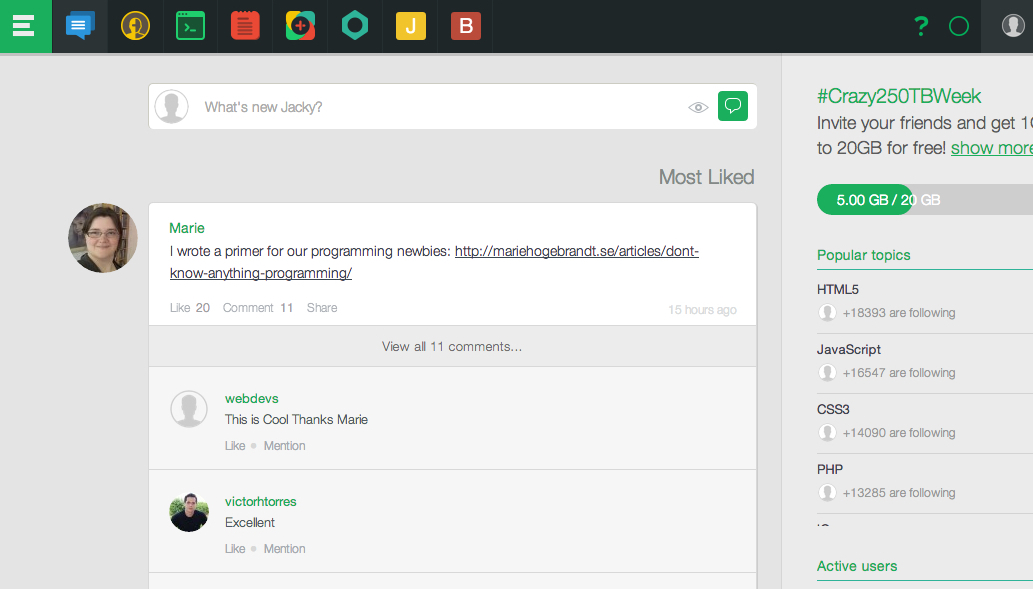 J
B
?
What's new Jacky?
Most Liked
Marie
I wrote a primer for our programming newbies: http://mariehogebrandt.se/articles/dont-
know-anything-programming/
Like 20 Comment 11 Share
15 hours ago
View all 11 comments...
webdevs
This is Cool Thanks Marie
Like Mention
victorhtorres
Excellent
Like Mention
#Crazy250TBWeek
Invite your friends and get 1G
to 20GB for free! show more
5.00 GB / 20 GB
Popular topics
HTML5
+18393 are following
JavaScript
+16547 are following
CSS3
+14090 are following
PHP
+13285 are following
Active users